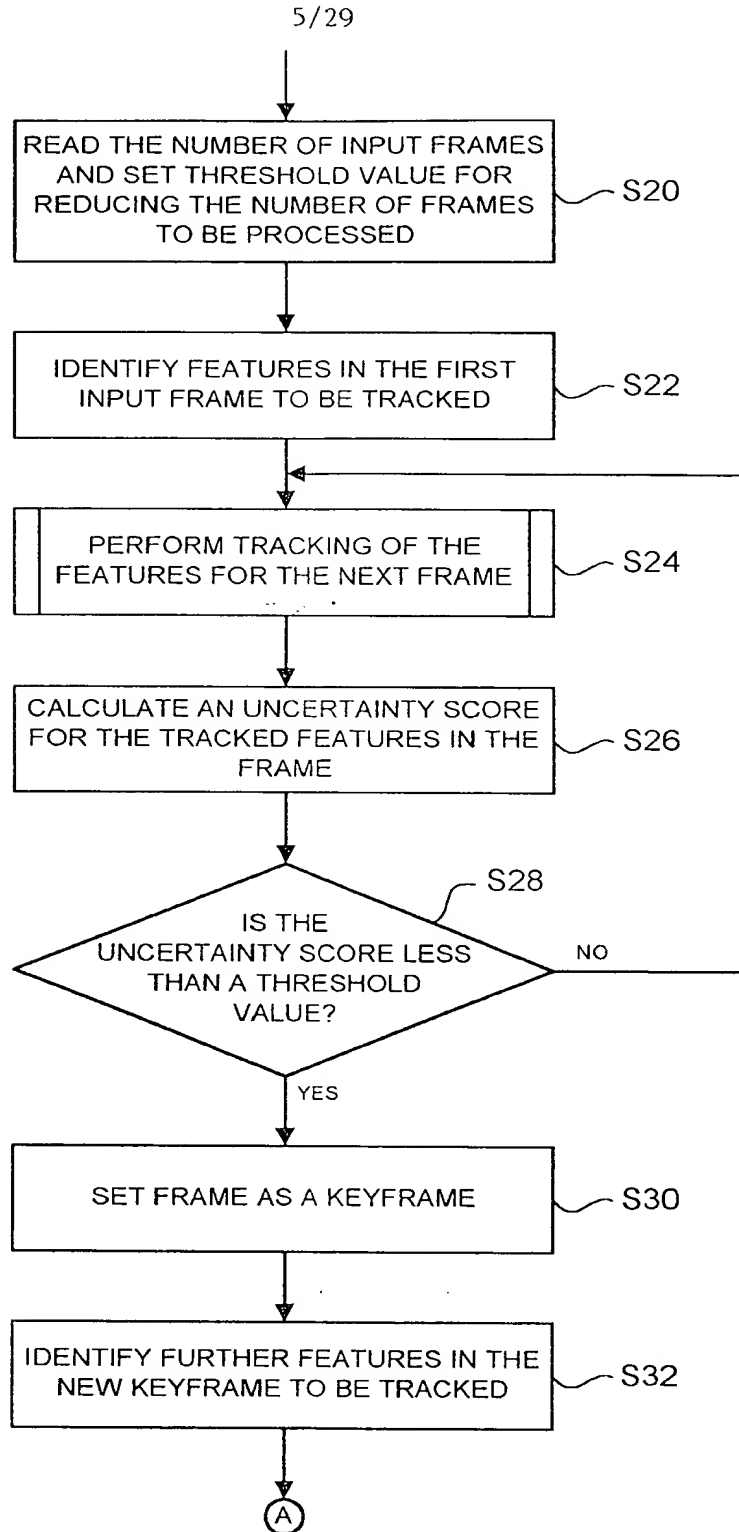 5/29
READ THE NUMBER OF INPUT FRAMES
AND SET THRESHOLD VALUE FOR
REDUCING THE NUMBER OF FRAMES
TO BE PROCESSED
S20
IDENTIFY FEATURES IN THE FIRST
INPUT FRAME TO BE TRACKED
S22
PERFORM TRACKING OF THE
FEATURES FOR THE NEXT FRAME
S24
CALCULATE AN UNCERTAINTY SCORE
FOR THE TRACKED FEATURES IN THE
FRAME
S26
S28
IS THE
UNCERTAINTY SCORE LESS
THAN A THRESHOLD
VALUE?
NO
YES
SET FRAME AS A KEYFRAME
S30
IDENTIFY FURTHER FEATURES IN THE
NEW KEYFRAME TO BE TRACKED
S32
A